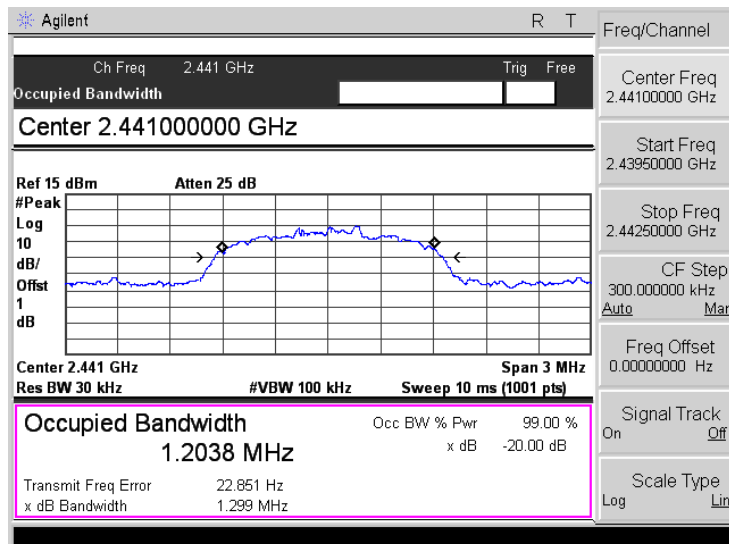 Agilent
R T
Ch Freq 2.441 GHz Trig Free
Occupied Bandwidth
Center 2.441000000 GHz
Ref 15 dBm Atten 25 dB
#Peak
Log
10
dB/
Offst
1
dB
Center 2.441 GHz Span 3 MHz
Res BW 30 kHz #VBW 100 kHz Sweep 10 ms (1001 pts)
Occupied Bandwidth
1.2038 MHz
Occ BW % Pwr 99.00 %
x dB -20.00 dB
Transmit Freq Error 22.851 Hz
x dB Bandwidth 1.299 MHz
Freq/Channel
Center Freq
2.44100000 GHz
Start Freq
2.43950000 GHz
Stop Freq
2.44250000 GHz
CF Step
300.000000 kHz
Auto Man
Freq Offset
0.00000000 Hz
Signal Track
On Off
Scale Type
Log Lin